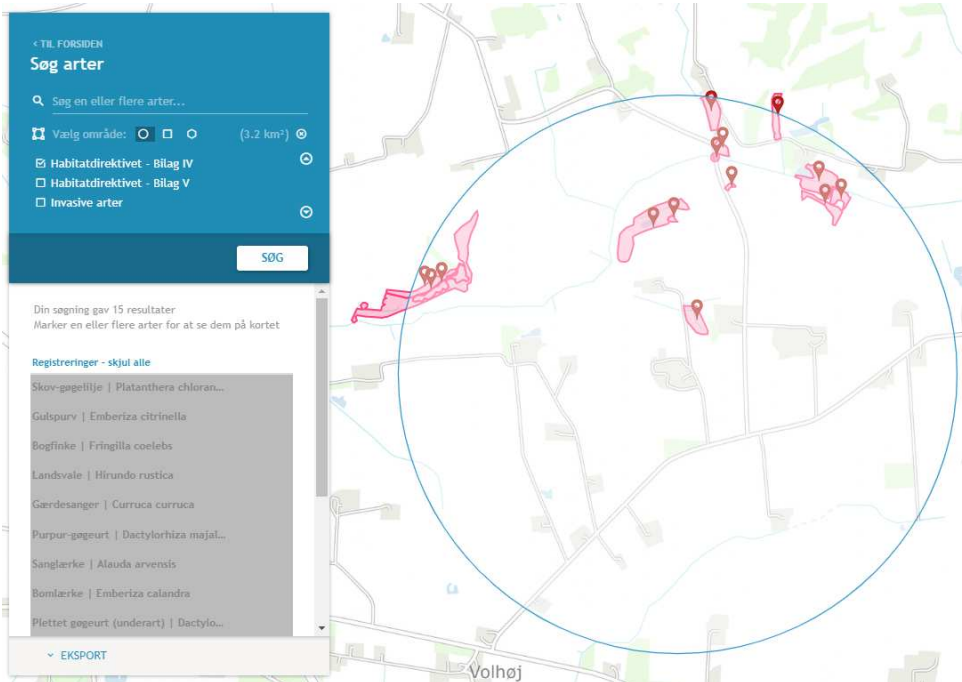 ‹ TIL FORSIDEN
Søg arter
Søg en eller flere arter...
Vælg område: (3.2 km²)
Habitatdirektivet - Bilag IV
Habitatdirektivet - Bilag V
Invasive arter
SØG
Din søgning gav 15 resultater
Marker en eller flere arter for at se dem på kortet
Registreringer - skjul alle
Skov-gøgelilje | Platanthera chloran...
Gulspurv | Emberiza citrinella
Bogfinke | Fringilla coelebs
Landsvale | Hirundo rustica
Gærdesanger | Curruca curruca
Purpur-gøgeurt | Dactylorhiza majal...
Sanglærke | Alauda arvensis
Bomlærke | Emberiza calandra
Plettet gøgeurt (underart) | Dactylo...
EKSPORT
Volhøj